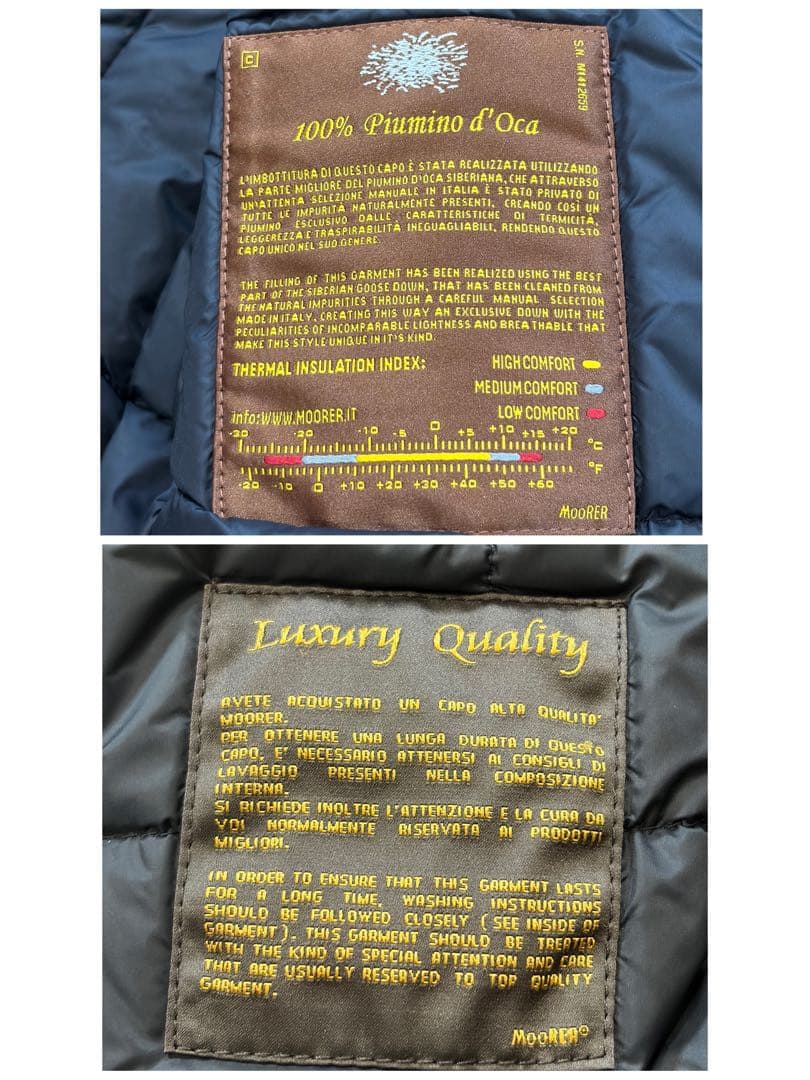 C
S.N. M1412659
100% Piumino d'Oca
L'IMBOTTITURA DI QUESTO CAPO È STATA REALIZZATA UTILIZZANDO
LA PARTE MIGLIORE DEL PIUMINO D'OCA SIBERIANA, CHE ATTRAVERSO
UN'ATTENTA SELEZIONE MANUALE IN ITALIA È STATO PRIVATO DI
TUTTE LE IMPURITÀ NATURALMENTE PRESENTI, CREANDO COSÌ UN
PIUMINO ESCLUSIVO DALLE CARATTERISTICHE DI TERMICITÀ,
LEGGEREZZA E TRASPIRABILITÀ INEGUAGLIABILI, RENDENDO QUESTO
CAPO UNICO NEL SUO GENERE.
THE FILLING OF THIS GARMENT HAS BEEN REALIZED USING THE BEST
PART OF THE SIBERIAN GOOSE DOWN, THAT HAS BEEN CLEANED FROM
THE NATURAL IMPURITIES THROUGH A CAREFUL MANUAL SELECTION
MADE IN ITALY, CREATING THIS WAY AN EXCLUSIVE DOWN WITH THE
PECULIARITIES OF INCOMPARABLE LIGHTNESS AND BREATHABLE THAT
MAKE THIS STYLE UNIQUE IN IT'S KIND.
THERMAL INSULATION INDEX: HIGH COMFORT
MEDIUM COMFORT
info:WWW.MOORER.IT LOW COMFORT
-30 -20 -10 -5 0 +5 +10 +15 +20
°C
°F
-20 -10 0 +10 +20 +30 +40 +50 +60
MOORER
Luxury Quality
AVETE ACQUISTATO UN CAPO ALTA QUALITA'
MOORER.
PER OTTENERE UNA LUNGA DURATA DI QUESTO
CAPO, E' NECESSARIO ATTENERSI AI CONSIGLI DI
LAVAGGIO PRESENTI NELLA COMPOSIZIONE
INTERNA.
SI RICHIEDE INOLTRE L'ATTENZIONE E LA CURA DA
VOI NORMALMENTE RISERVATA AI PRODOTTI
MIGLIORI.
IN ORDER TO ENSURE THAT THIS GARMENT LASTS
FOR A LONG TIME, WASHING INSTRUCTIONS
SHOULD BE FOLLOWED CLOSELY ( SEE INSIDE OF
GARMENT ). THIS GARMENT SHOULD BE TREATED
WITH THE KIND OF SPECIAL ATTENTION AND CARE
THAT ARE USUALLY RESERVED TO TOP QUALITY
GARMENT.
MOORER®